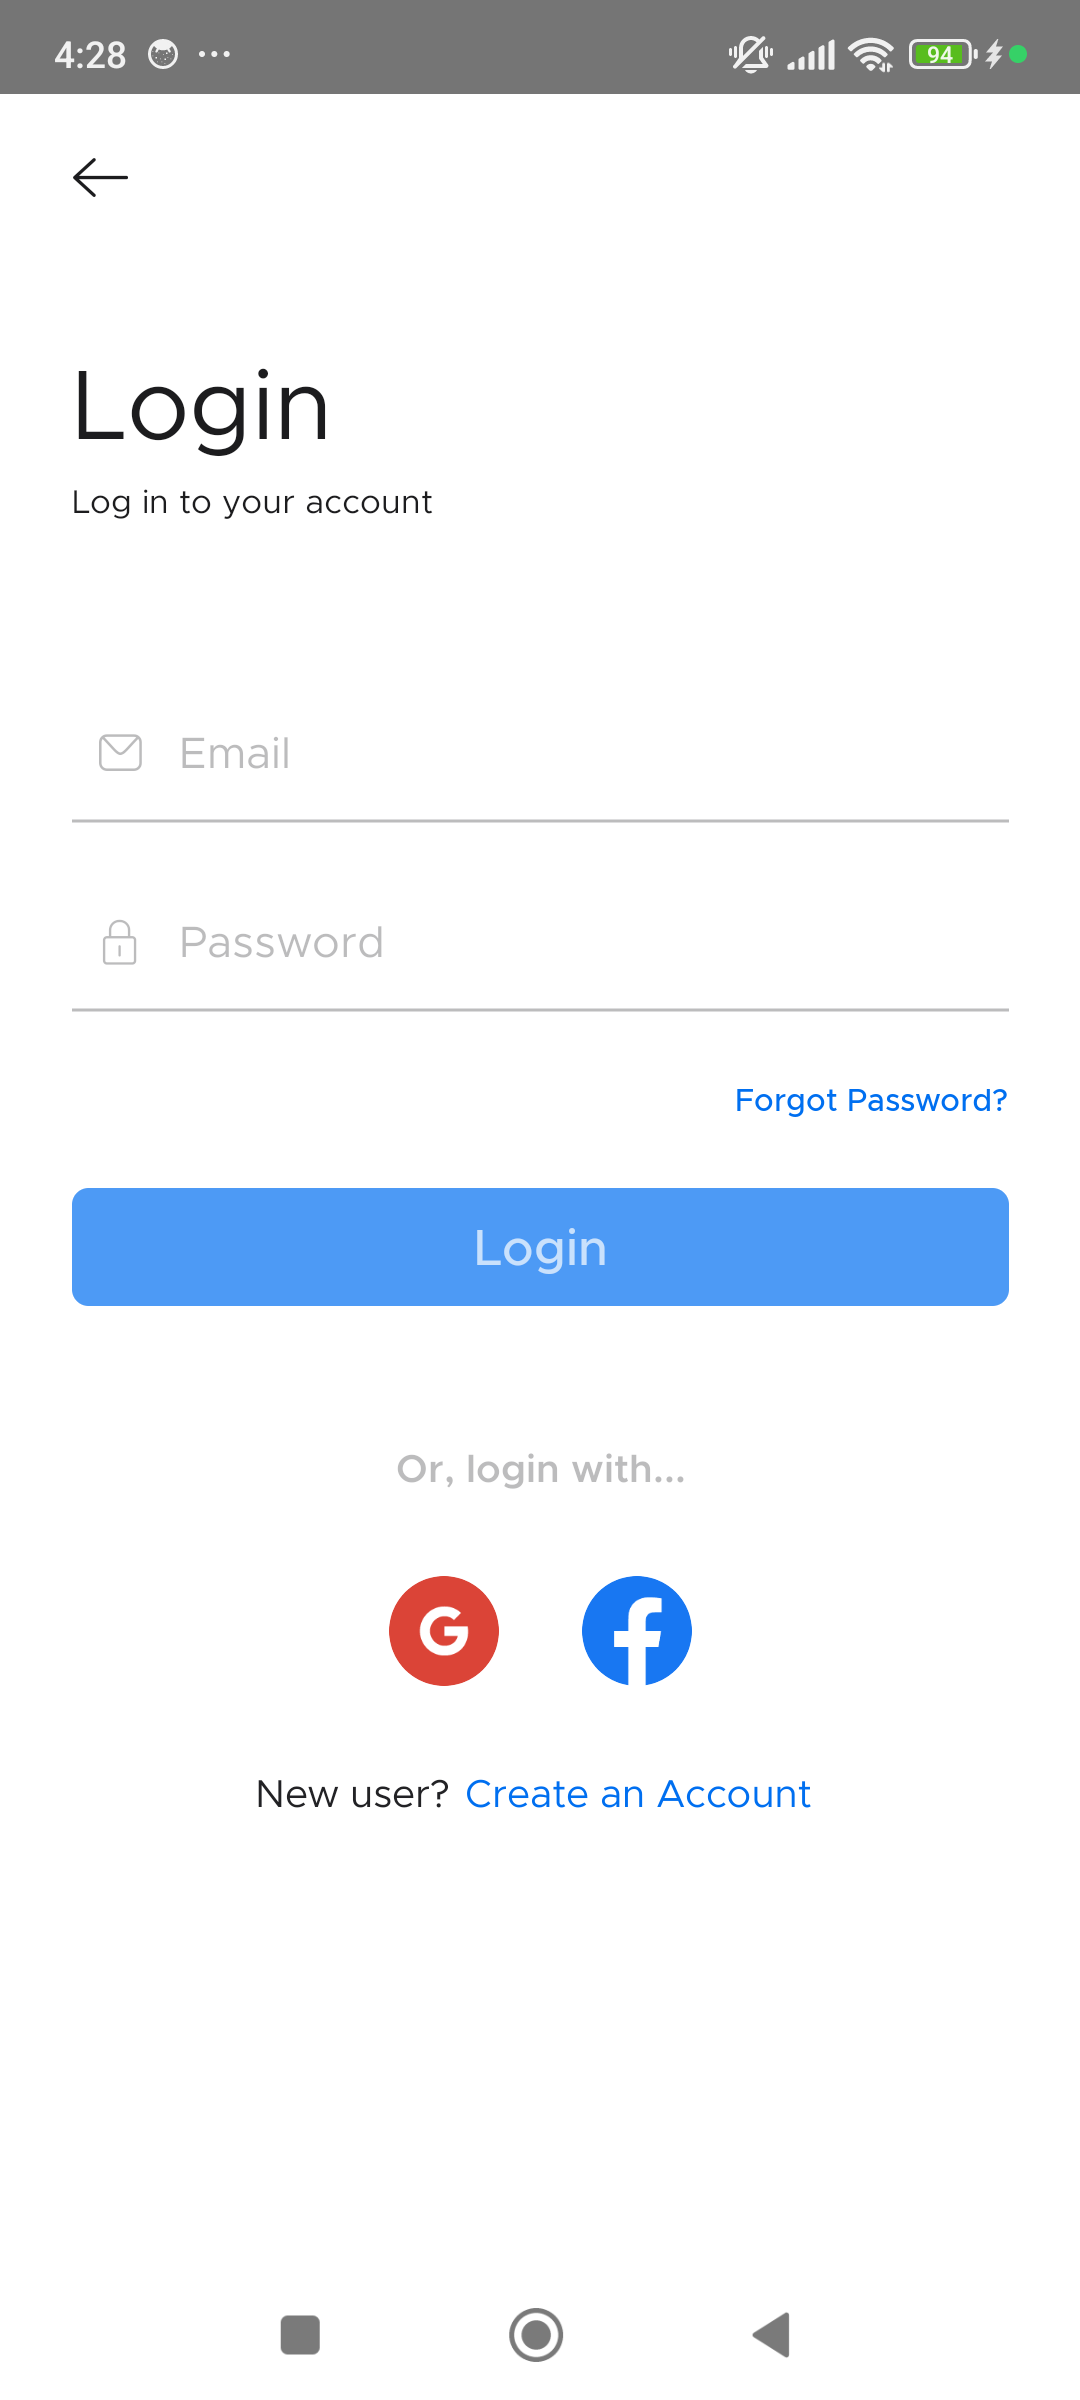 4:28
94
Login
Log in to your account
Email
Password
Forgot Password?
Login
Or, login with...
G f
New user? Create an Account